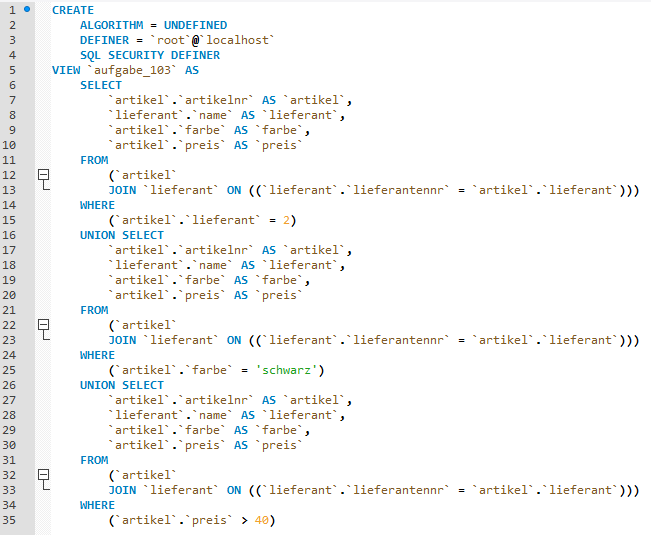 1 CREATE
2 ALGORITHM = UNDEFINED
3 DEFINER = `root`@`localhost`
4 SQL SECURITY DEFINER
5 VIEW `aufgabe_103` AS
6 SELECT
7 `artikel`.`artikelnr` AS `artikel`,
8 `lieferant`.`name` AS `lieferant`,
9 `artikel`.`farbe` AS `farbe`,
10 `artikel`.`preis` AS `preis`
11 FROM
12 (`artikel`
13 JOIN `lieferant` ON ((`lieferant`.`lieferantennr` = `artikel`.`lieferant`)))
14 WHERE
15 (`artikel`.`lieferant` = 2)
16 UNION SELECT
17 `artikel`.`artikelnr` AS `artikel`,
18 `lieferant`.`name` AS `lieferant`,
19 `artikel`.`farbe` AS `farbe`,
20 `artikel`.`preis` AS `preis`
21 FROM
22 (`artikel`
23 JOIN `lieferant` ON ((`lieferant`.`lieferantennr` = `artikel`.`lieferant`)))
24 WHERE
25 (`artikel`.`farbe` = 'schwarz')
26 UNION SELECT
27 `artikel`.`artikelnr` AS `artikel`,
28 `lieferant`.`name` AS `lieferant`,
29 `artikel`.`farbe` AS `farbe`,
30 `artikel`.`preis` AS `preis`
31 FROM
32 (`artikel`
33 JOIN `lieferant` ON ((`lieferant`.`lieferantennr` = `artikel`.`lieferant`)))
34 WHERE
35 (`artikel`.`preis` > 40)